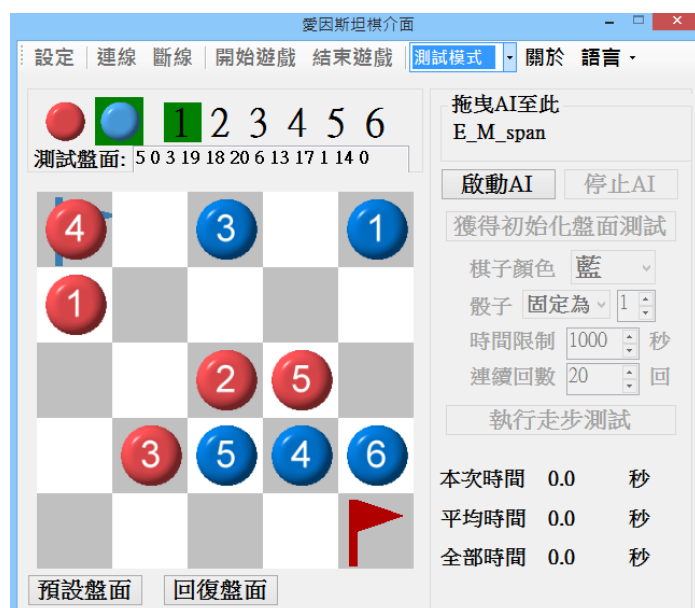 愛因斯坦棋介面
設定 連線 斷線 開始遊戲 結束遊戲 測試模式 關於 語言
1 2 3 4 5 6
測試盤面: 5 0 3 19 18 20 6 13 17 1 14 0
4 3 1
1
2 5
3 5 4 6
預設盤面 回復盤面
拖曳AI至此
E_M_span
啟動AI 停止AI
獲得初始化盤面測試
棋子顏色 藍
骰子 固定為 1
時間限制 1000 秒
連續回數 20 回
執行走步測試
本次時間 0.0 秒
平均時間 0.0 秒
全部時間 0.0 秒